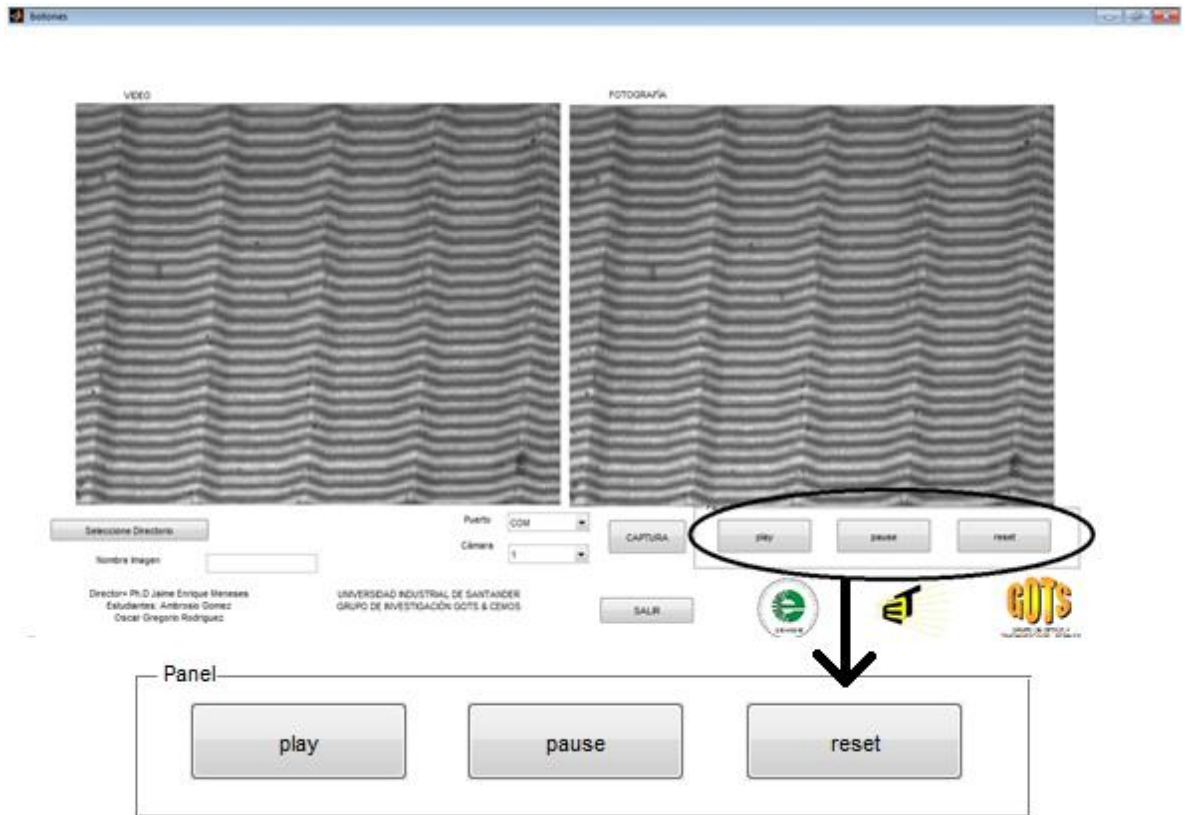 botones
VIDEO
FOTOGRAFÍA
Seleccione Directorio
Nombre Imagen
Puerto
COM
Cámara
1
CAPTURA
play
pause
reset
Director= Ph.D Jaime Enrique Meneses
Estudiantes: Ambrosio Gomez
Oscar Gregorio Rodriguez
UNIVERSIDAD INDUSTRIAL DE SANTANDER
GRUPO DE INVESTIGACIÓN GOTS & CEMOS
SALIR
GOTS
Panel
play
pause
reset